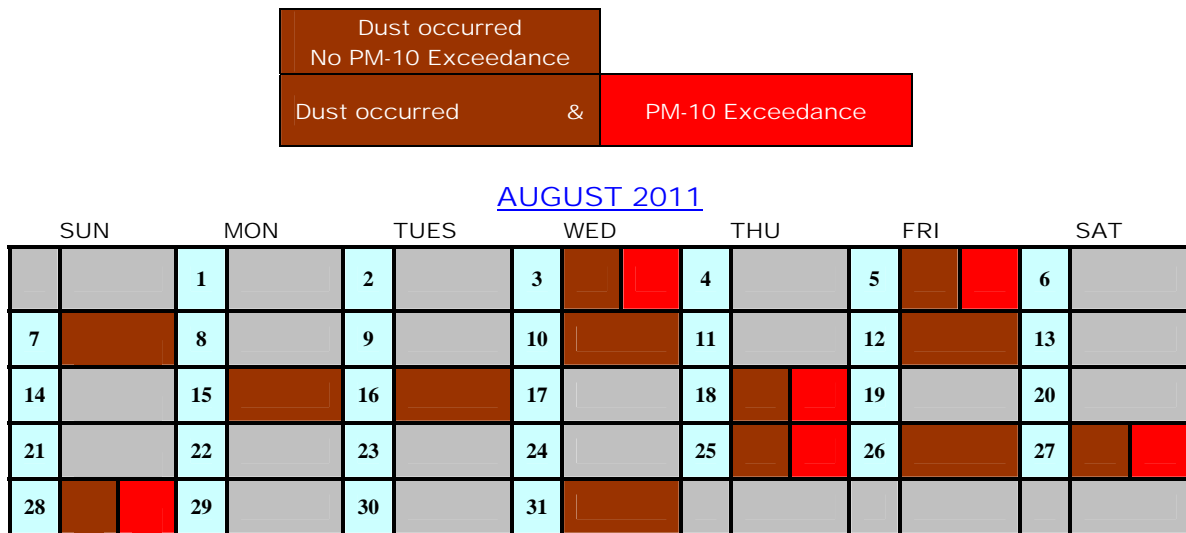 Dust occurred
No PM-10 Exceedance
Dust occurred & PM-10 Exceedance
AUGUST 2011
SUN MON TUES WED THU FRI SAT
1 2 3 4 5 6
7 8 9 10 11 12 13
14 15 16 17 18 19 20
21 22 23 24 25 26 27
28 29 30 31